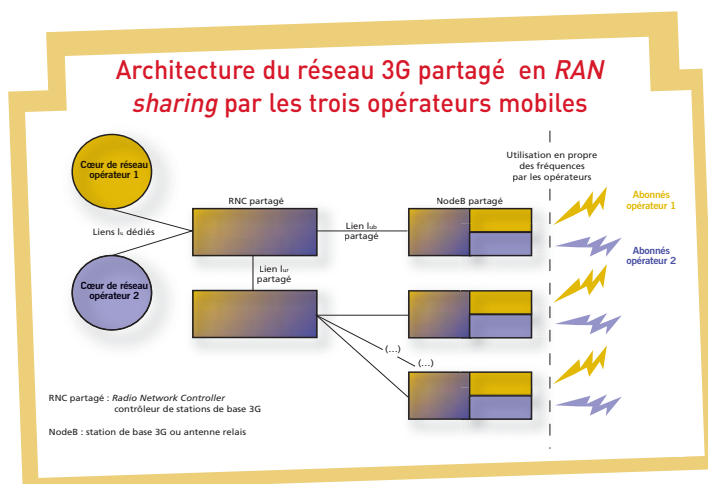 Architecture du réseau 3G partagé en RAN
sharing par les trois opérateurs mobiles
Utilisation en propre
des fréquences
par les opérateurs
Cœur de réseau
opérateur 1
RNC partagé
NodeB partagé
Abonnés
opérateur 1
Liens Iu dédiés
Lien Iub
partagé
Abonnés
opérateur 2
Cœur de réseau
opérateur 2
Lien Iur
partagé
(...)
(...)
RNC partagé : Radio Network Controller
contrôleur de stations de base 3G
NodeB : station de base 3G ou antenne relais